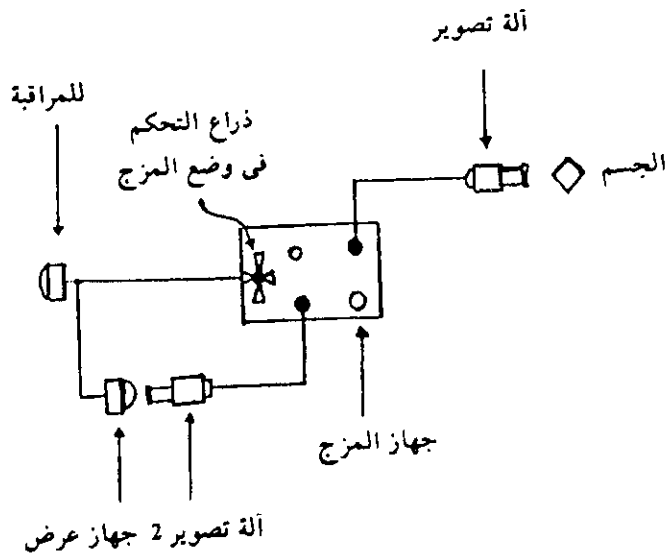 آلة تصوير
للمراقبة
ذراع التحكم
فى وضع المزج
الجسم
جهاز المزج
آلة تصوير 2 جهاز عرض